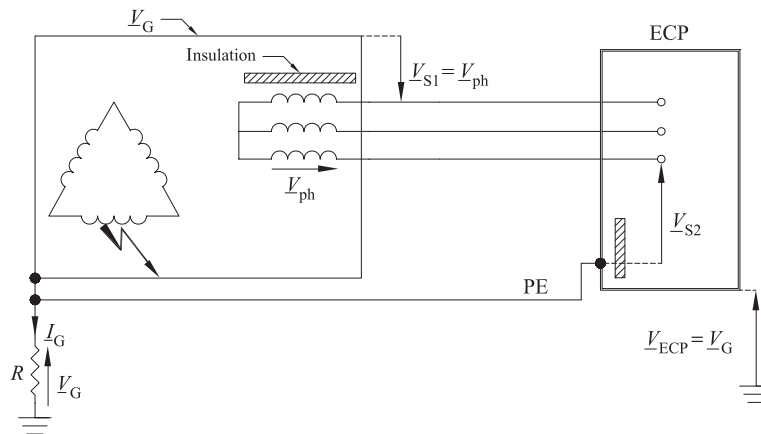 V_G
ECP
Insulation
V_S1 = V_ph
V_ph
V_S2
PE
I_G
V_ECP = V_G
R
V_G